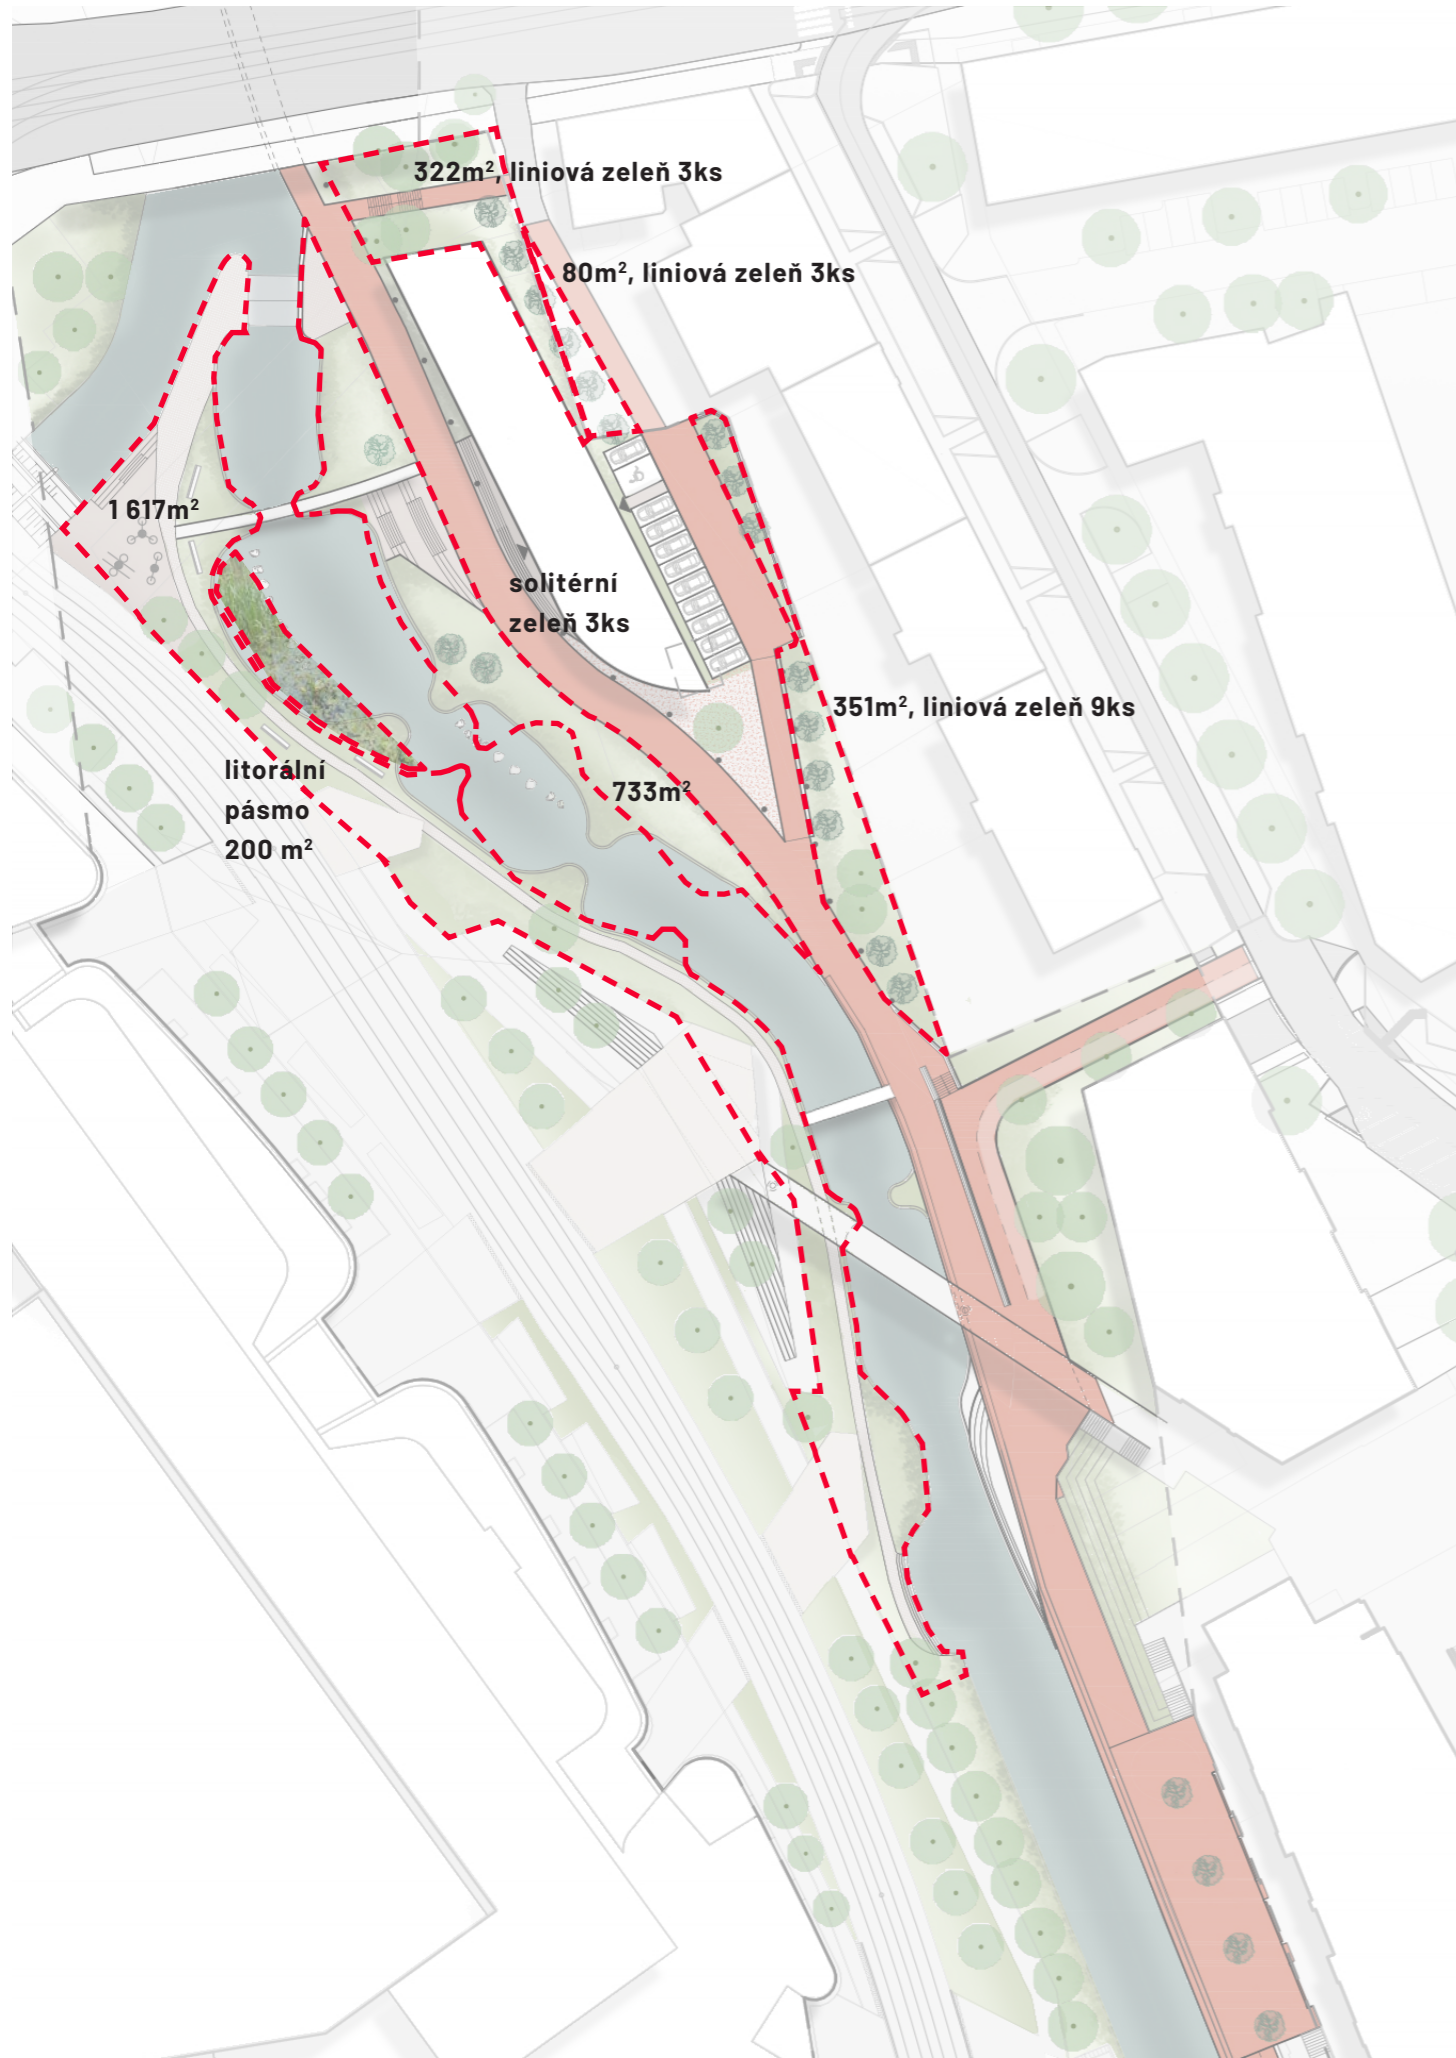 322m², liniová zeleň 3ks
80m², liniová zeleň 3ks
1 617m²
solitérní
zeleň 3ks
351m², liniová zeleň 9ks
litorální
pásmo
200 m²
733m²